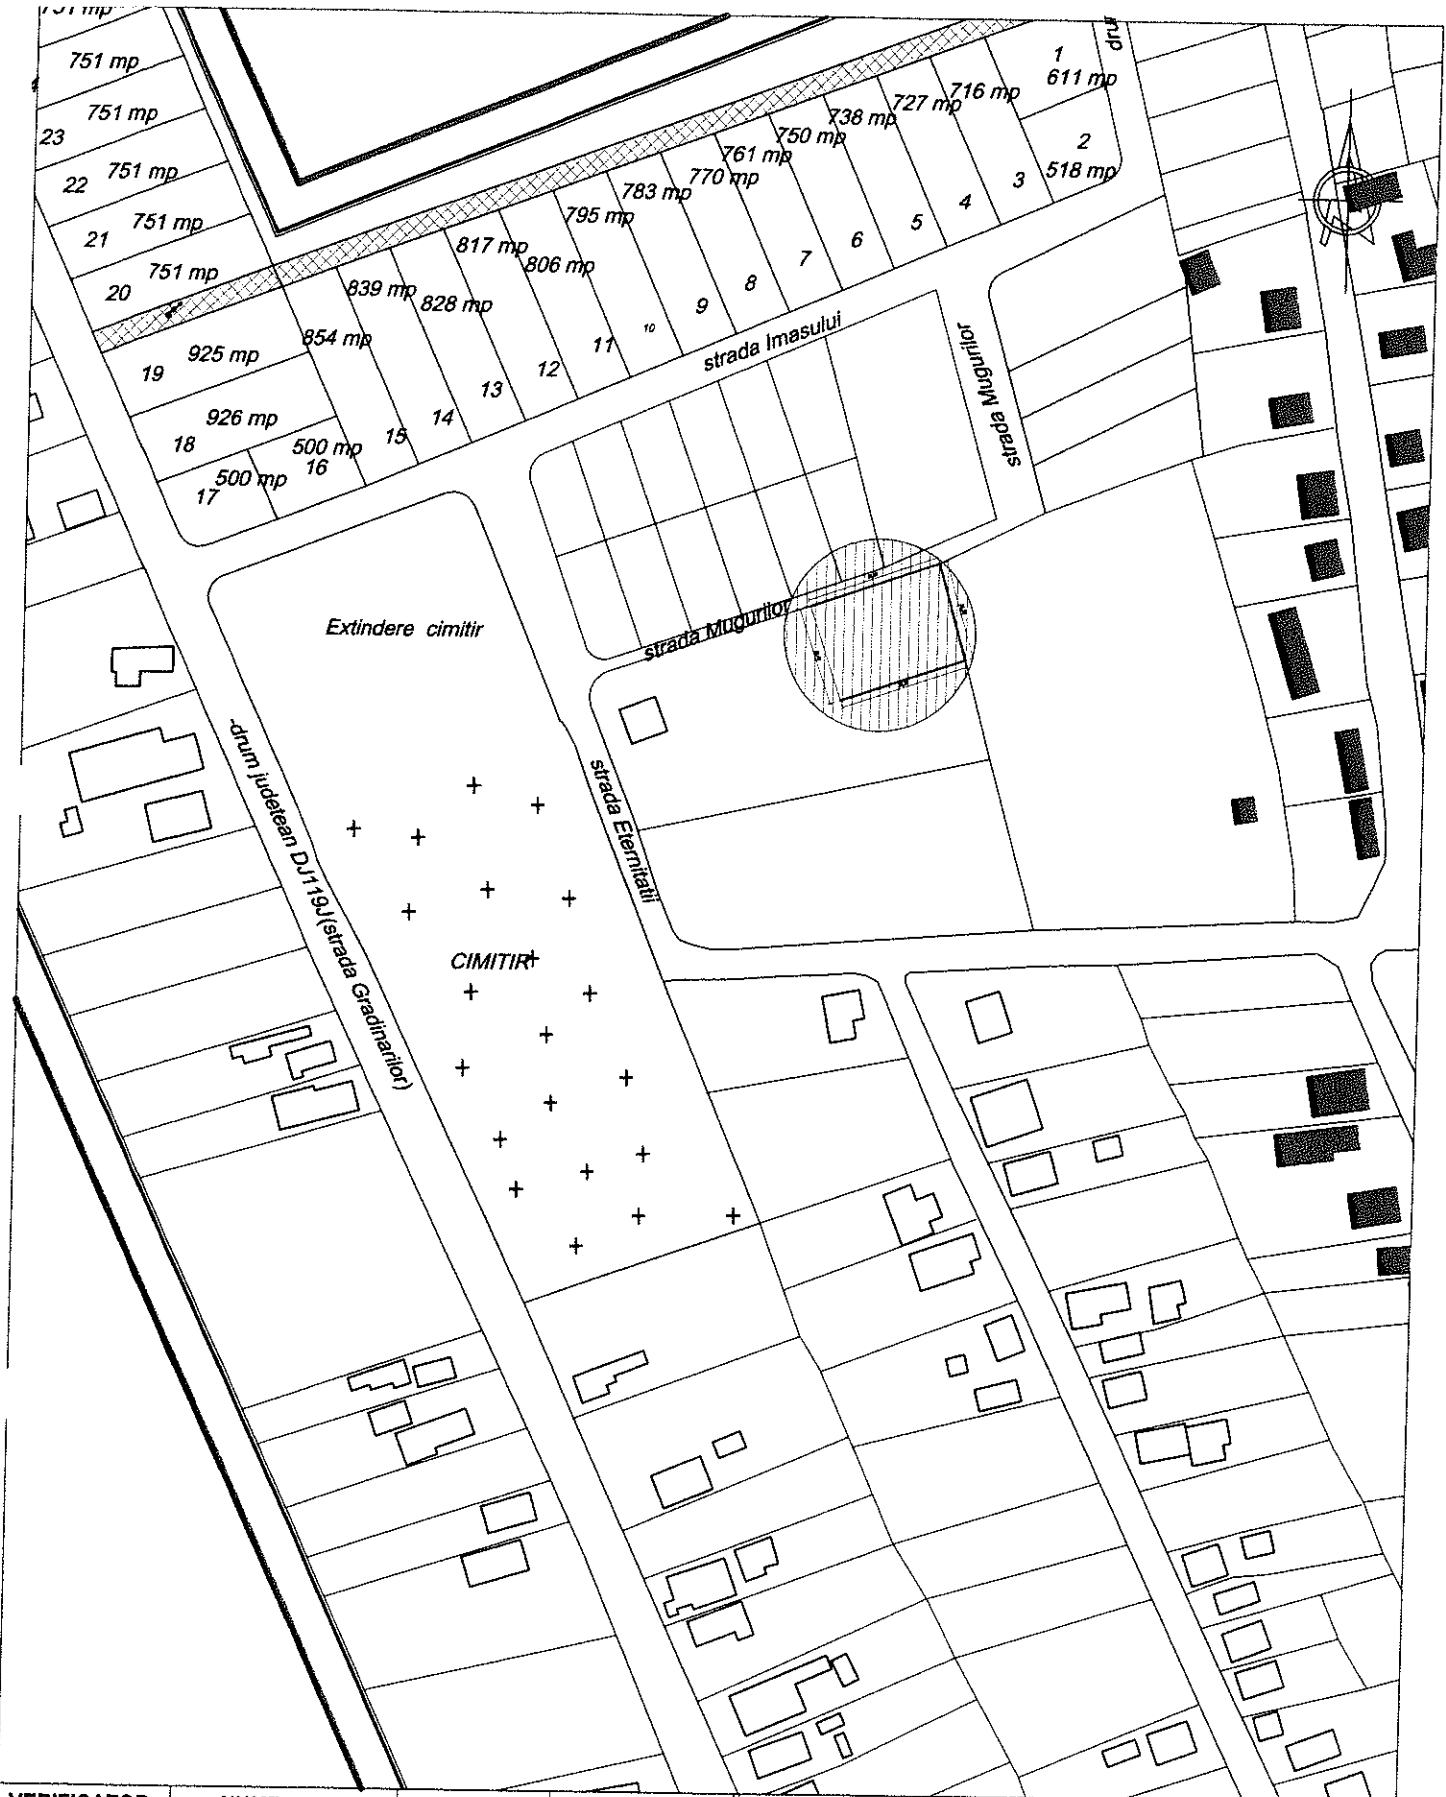 751 mp
23
751 mp
22
751 mp
21
751 mp
20
751 mp
19
925 mp
18
926 mp
17
500 mp
16
500 mp
15
854 mp
14
839 mp
13
828 mp
12
817 mp
11
806 mp
10
795 mp
9
783 mp
8
770 mp
7
761 mp
6
750 mp
5
738 mp
4
727 mp
3
716 mp
1
611 mp
2
518 mp
strada Imasului
strada Mugurilor
strada Mugurilor
Extindere cimitir
strada Eternitatii
-drum judetean DJ119J(strada Gradinarilor)
CIMITIR